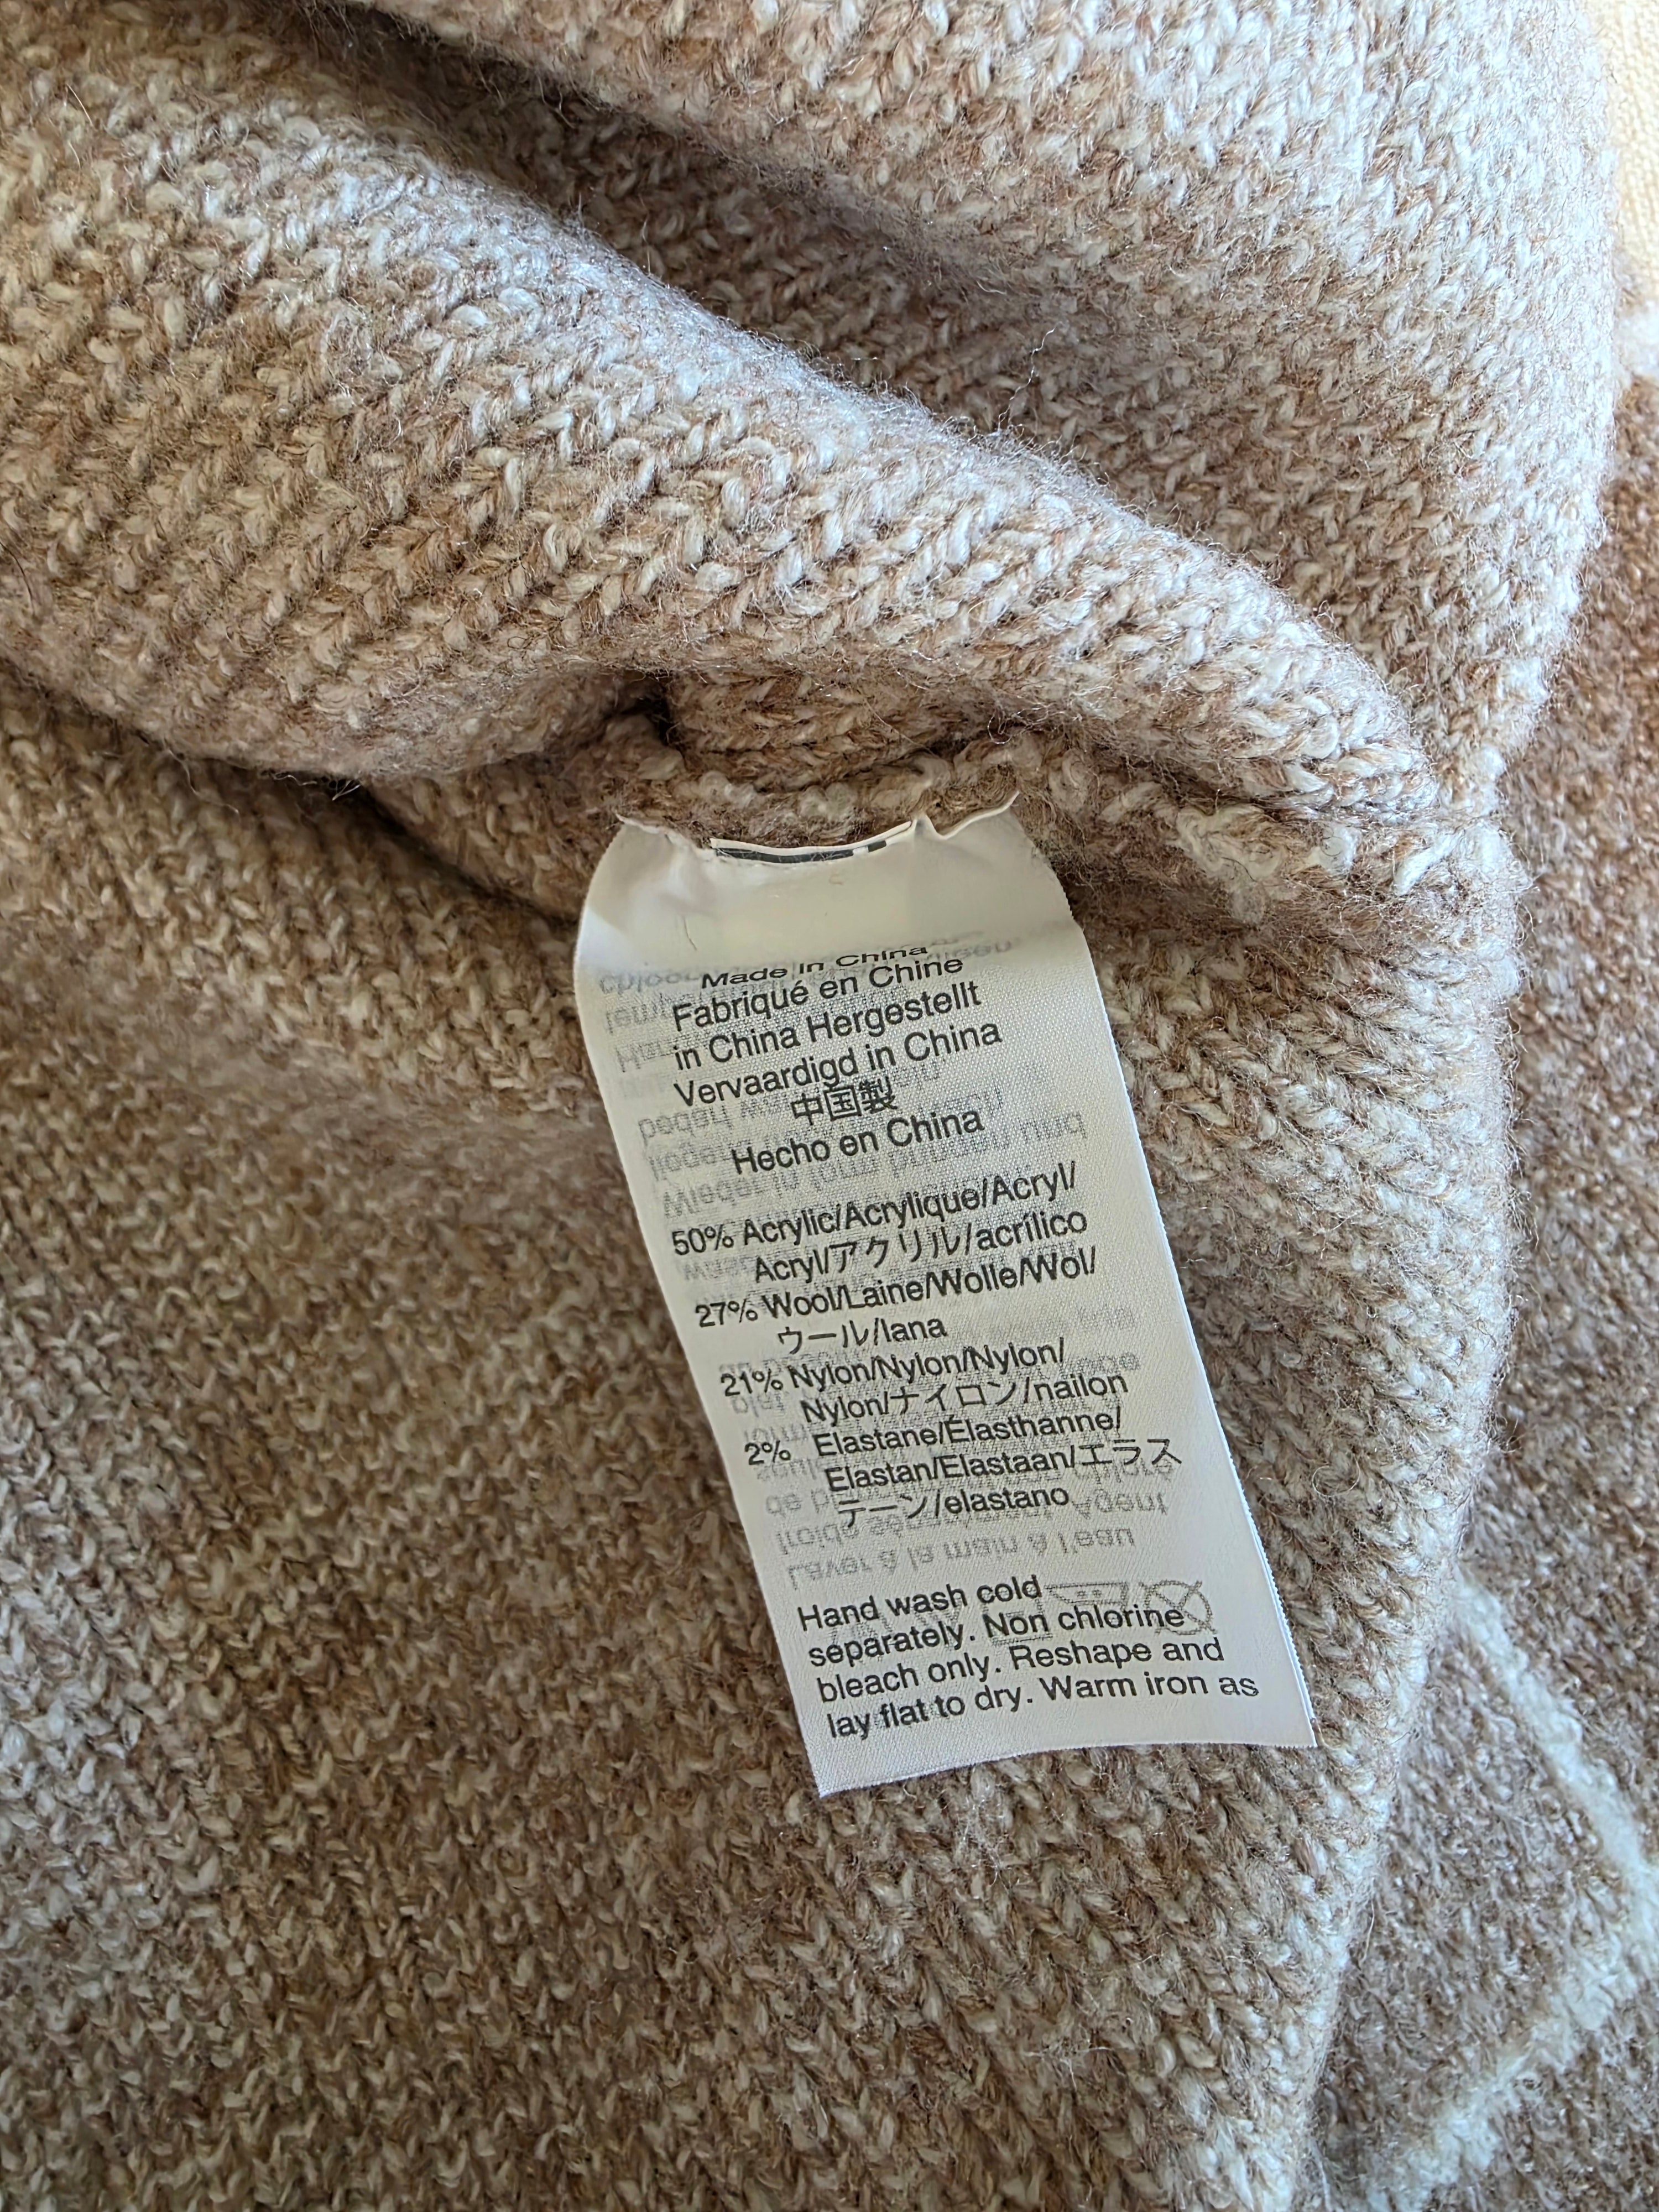 Made in China
Fabriqué en Chine
in China Hergestellt
Vervaardigd in China
中国製
Hecho en China
50% Acrylic/Acrylique/Acryl/
Acryl/アクリル/acrílico
27% Wool/Laine/Wolle/Wol/
ウール/lana
21% Nylon/Nylon/Nylon/
Nylon/ナイロン/nailon
2% Elastane/Élasthanne/
Elastan/Elastaan/エラス
テーン/elastano
Hand wash cold
separately. Non chlorine
bleach only. Reshape and
lay flat to dry. Warm iron as